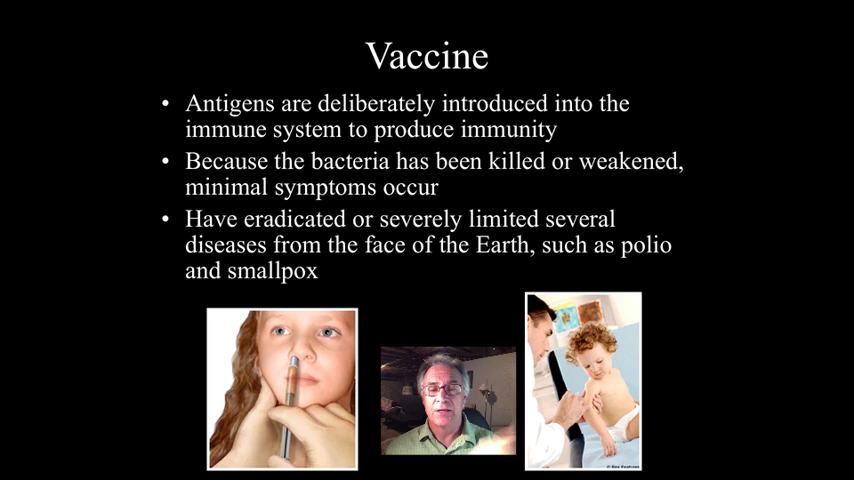 Vaccine
• Antigens are deliberately introduced into the
immune system to produce immunity
• Because the bacteria has been killed or weakened,
minimal symptoms occur
• Have eradicated or severely limited several
diseases from the face of the Earth, such as polio
and smallpox